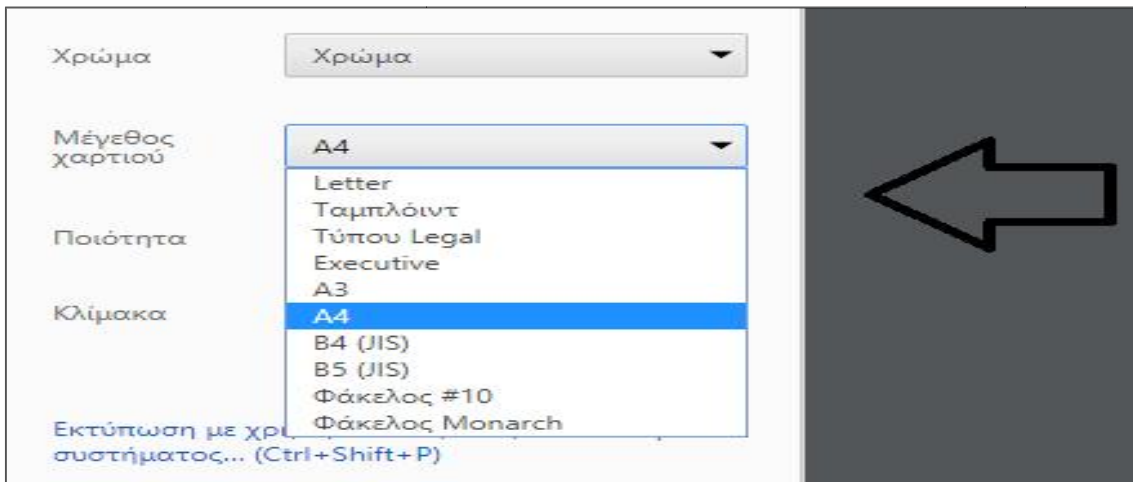 Χρώμα Χρώμα
Μέγεθος
χαρτιού A4
Letter
Ταμπλόιντ
Τύπου Legal
Ποιότητα
Executive
A3
Κλίμακα A4
B4 (JIS)
B5 (JIS)
Φάκελος #10
Φάκελος Monarch
Εκτύπωση με
συστήματος... (Ctrl+Shift+P)